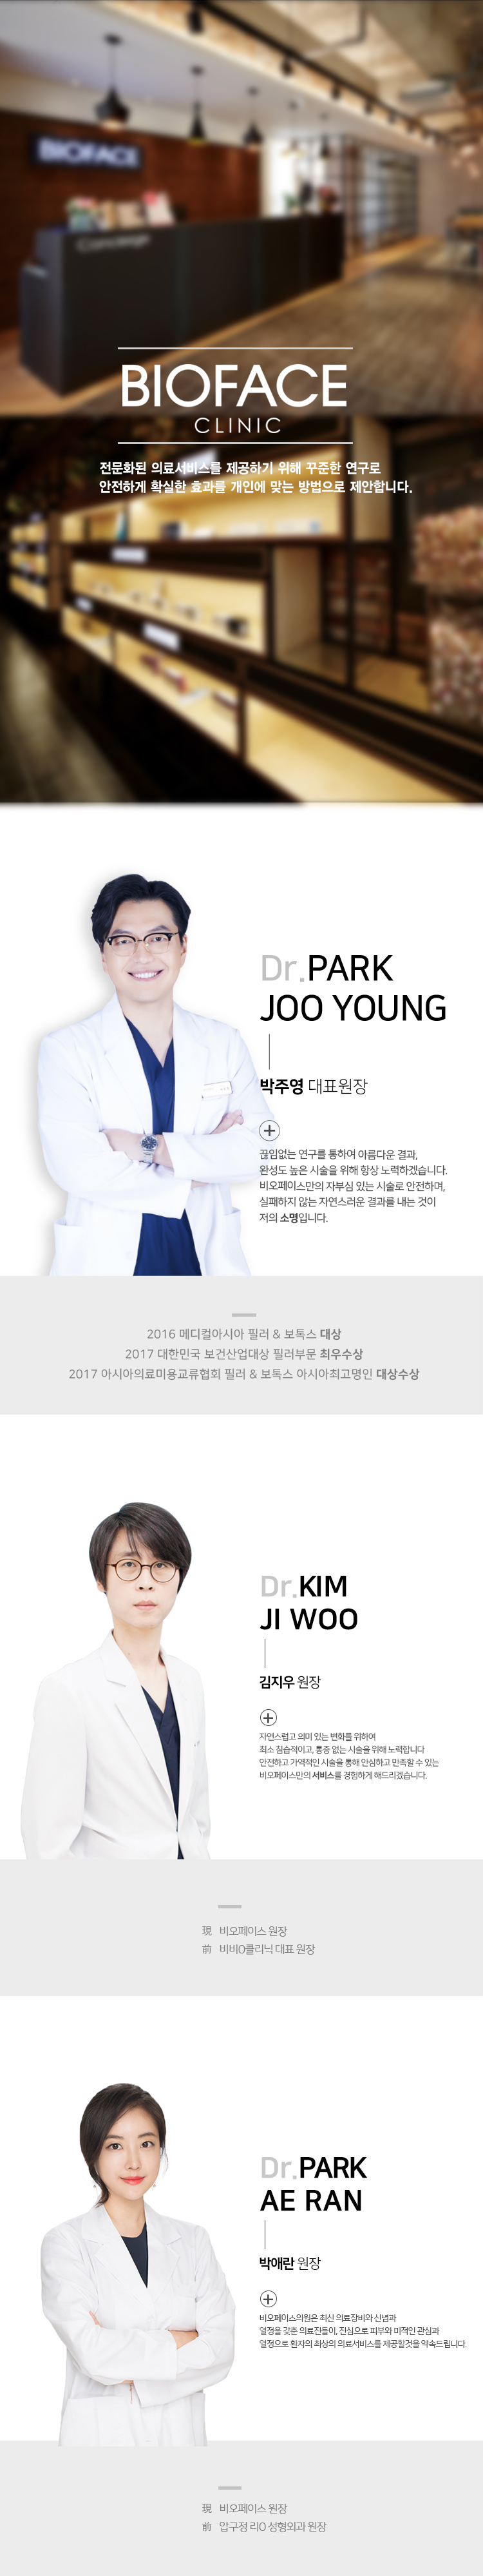 BIOFACE
Concierge
BIOFACE
CLINIC
전문화된 의료서비스를 제공하기 위해 꾸준한 연구로
안전하게 확실한 효과를 개인에 맞는 방법으로 제안합니다.
Dr.PARK
JOO YOUNG
박주영 대표원장
끊임없는 연구를 통하여 아름다운 결과,
완성도 높은 시술을 위해 항상 노력하겠습니다.
비오페이스만의 자부심 있는 시술로 안전하며,
실패하지 않는 자연스러운 결과를 내는 것이
저의 소명입니다.
2016 메디컬아시아 필러 & 보톡스 대상
2017 대한민국 보건산업대상 필러부문 최우수상
2017 아시아의료미용교류협회 필러 & 보톡스 아시아최고명인 대상수상
Dr.KIM
JI WOO
김지우 원장
자연스럽고 의미 있는 변화를 위하여
최소 침습적이고, 통증 없는 시술을 위해 노력합니다
안전하고 가역적인 시술을 통해 안심하고 만족할 수 있는
비오페이스만의 서비스를 경험하게 해드리겠습니다.
現 비오페이스 원장
前 비비O클리닉 대표 원장
Dr.PARK
AE RAN
박애란 원장
비오페이스의원은 최신 의료장비와 신념과
열정을 갖춘 의료진들이, 진심으로 피부와 미적인 관심과
열정으로 환자의 최상의 의료서비스를 제공할것을 약속드립니다.
現 비오페이스 원장
前 압구정 리O 성형외과 원장